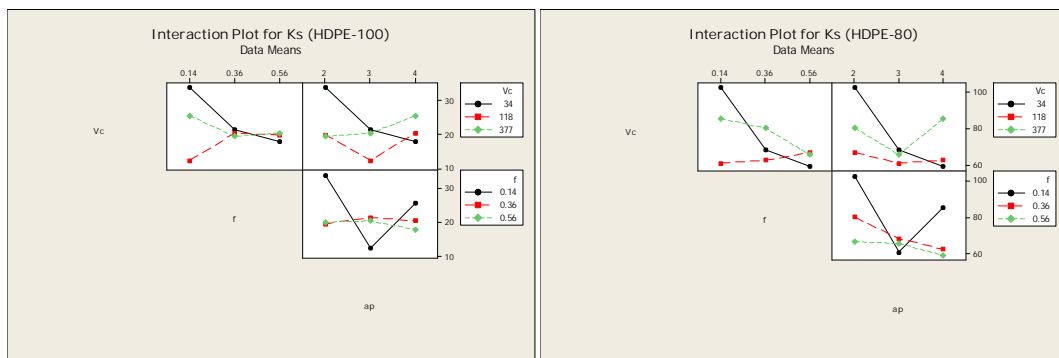 Interaction Plot for Ks (HDPE-100)
Data Means
0.14 0.36 0.56 2 3 4
Vc
30
20
10
Vc
34
118
377
f
30
20
10
f
0.14
0.36
0.56
ap
Interaction Plot for Ks (HDPE-80)
Data Means
0.14 0.36 0.56 2 3 4
Vc
100
80
60
Vc
34
118
377
f
100
80
60
f
0.14
0.36
0.56
ap